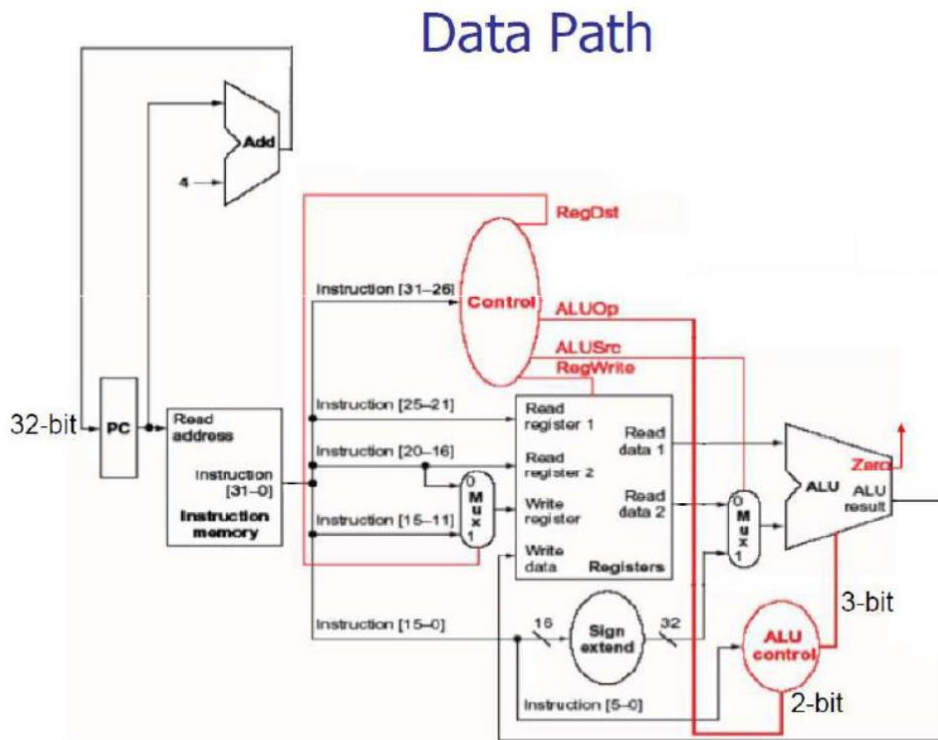 Data Path
Add
4
RegDst
Instruction [31–26]
Control
ALUOp
ALUSrc
RegWrite
32-bit
PC
Read
address
Instruction
[31–0]
Instruction
memory
Instruction [25–21]
Read
register 1
Read
data 1
Instruction [20–16]
Read
register 2
0
M
u
x
1
Instruction [15–11]
Write
register
Write
data
Read
data 2
Registers
0
M
u
x
1
Zero
ALU
ALU
result
3-bit
Instruction [15–0]
16
Sign
extend
32
ALU
control
Instruction [5–0]
2-bit